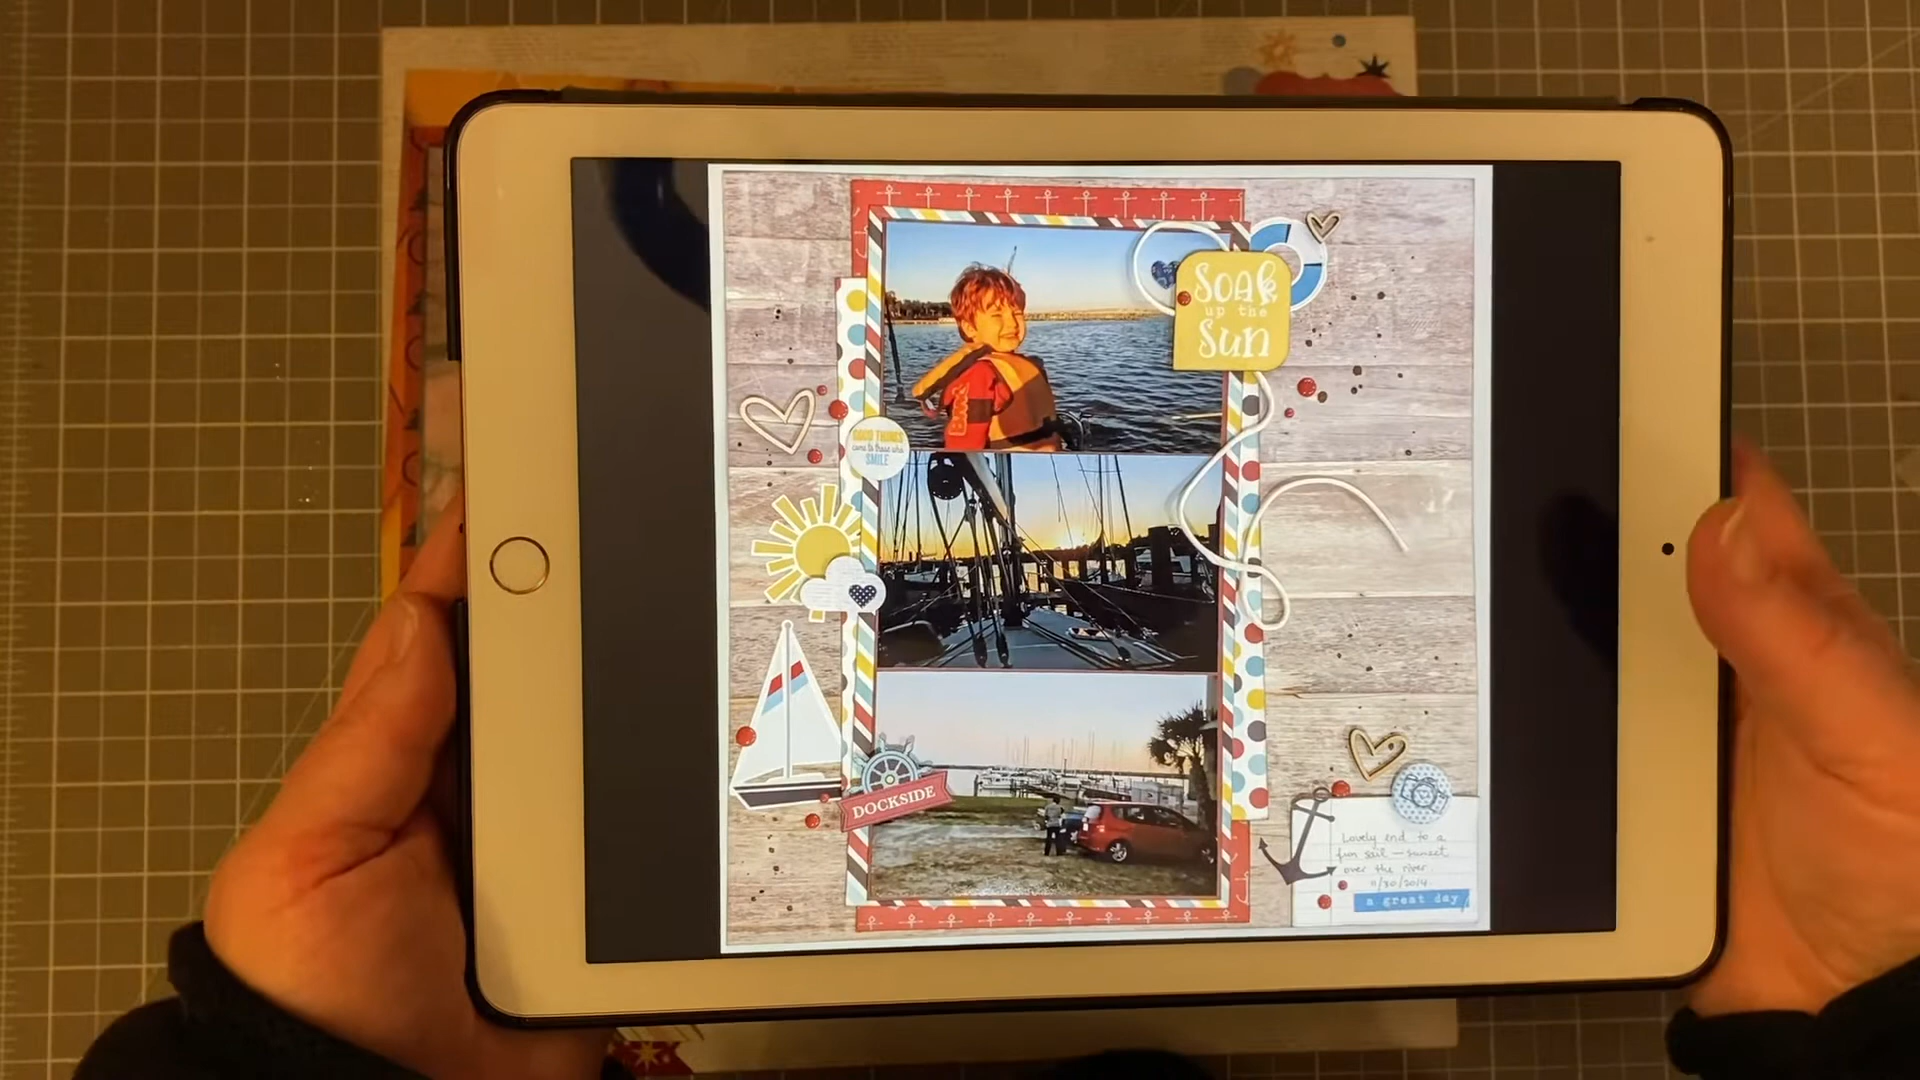 Soak
up the
Sun
GOOD THINGS
come to those who
SMILE
DOCKSIDE
Lovely end to a
fun sail — sunset
over the river.
11/30/2014
a great day